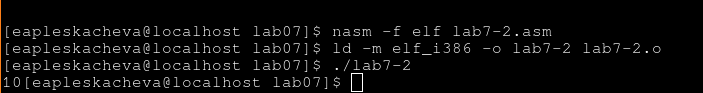 [eapleskacheva@localhost lab07]$ nasm -f elf lab7-2.asm
[eapleskacheva@localhost lab07]$ ld -m elf_i386 -o lab7-2 lab7-2.o
[eapleskacheva@localhost lab07]$ ./lab7-2
10[eapleskacheva@localhost lab07]$